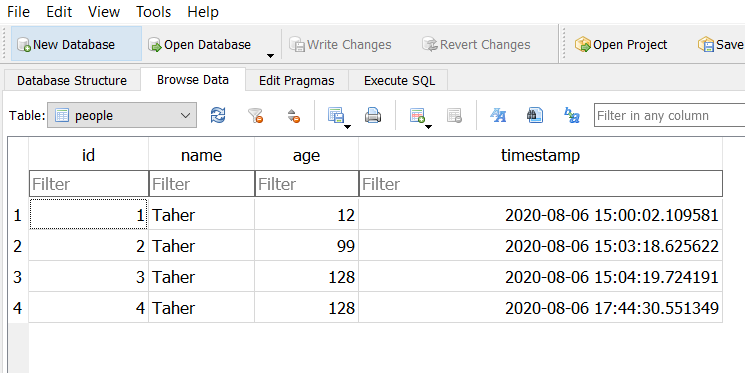 File Edit View Tools Help
New Database Open Database Write Changes Revert Changes Open Project Save
Database Structure Browse Data Edit Pragmas Execute SQL
Table: people Filter in any column
id name age timestamp
Filter Filter Filter Filter
1 1 Taher 12 2020-08-06 15:00:02.109581
2 2 Taher 99 2020-08-06 15:03:18.625622
3 3 Taher 128 2020-08-06 15:04:19.724191
4 4 Taher 128 2020-08-06 17:44:30.551349